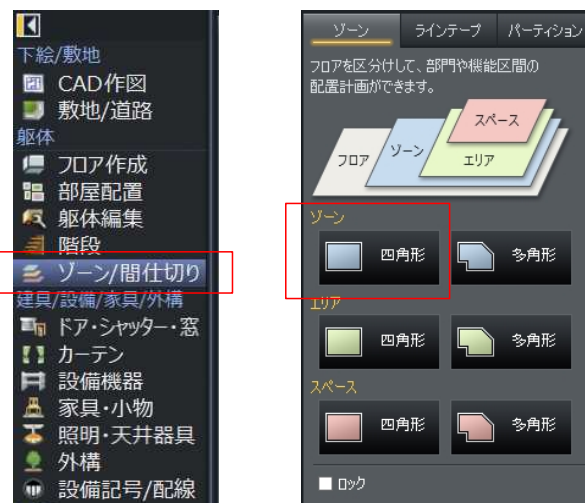 下絵/敷地
CAD作図
敷地/道路
躯体
フロア作成
部屋配置
躯体編集
階段
ゾーン/間仕切り
建具/設備/家具/外構
ドア・シャッター・窓
カーテン
設備機器
家具・小物
照明・天井器具
外構
設備記号/配線
ゾーン ラインテープ パーティション
フロアを区分けして、部門や機能区間の
配置計画ができます。
フロア ゾーン エリア スペース
ゾーン
四角形 多角形
エリア
四角形 多角形
スペース
四角形 多角形
ロック